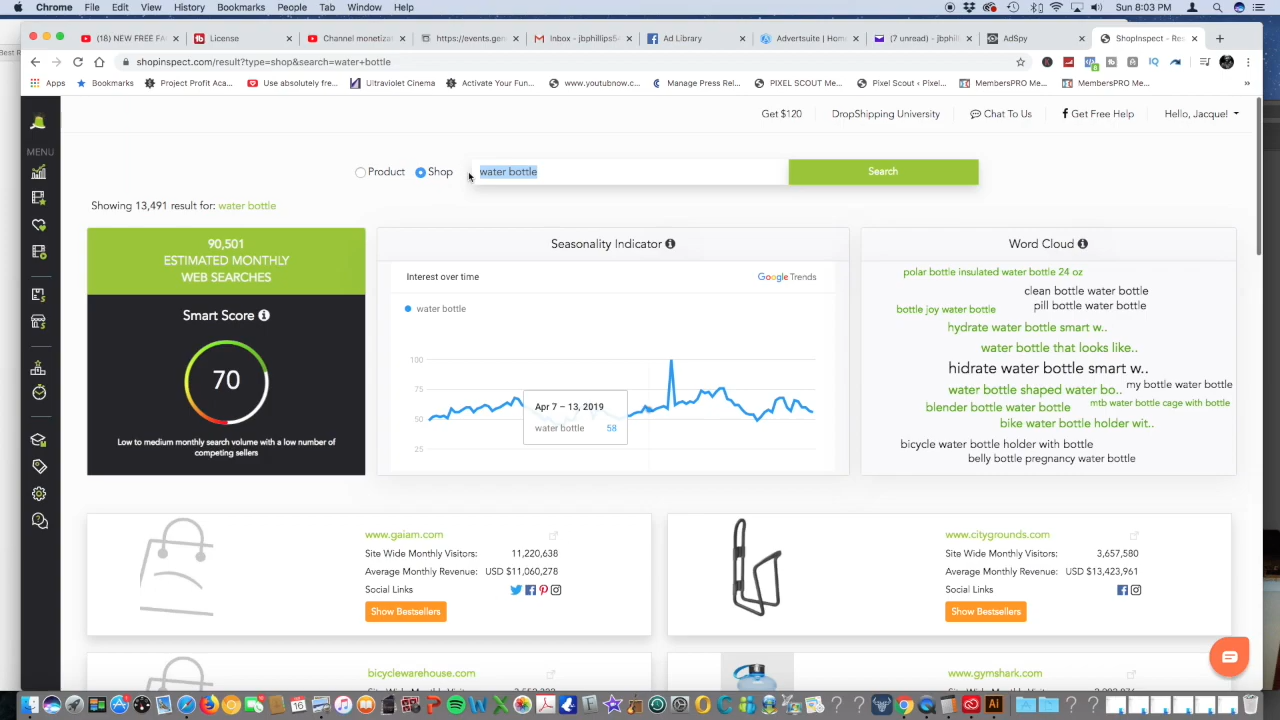 Chrome File Edit View History Bookmarks People Tab Window Help
Sun 8:03 PM
(18) NEW FREE FA
License
Channel monetizat
https://events.ger
Gmail - jbphillips54
Ad Library
Advertsuite | Hom
(7 unread) - jbphil
AdSpy
ShopInspect - Res
shopinspect.com/result?type=shop&search=water+bottle
Apps Bookmarks Project Profit Aca... Use absolutely free... Ultraviolet Cinema Activate Your Fun... www.youtubnow.c... Manage Press Rel... PIXEL SCOUT Me... Pixel Scout ‹ Pixel... MembersPRO Me... MembersPRO Me...
Get $120
DropShipping University
Chat To Us
Get Free Help
Hello, Jacque!
MENU
Product
Shop
water bottle
Search
Showing 13,491 result for: water bottle
90,501
ESTIMATED MONTHLY
WEB SEARCHES
Smart Score
70
Low to medium monthly search volume with a low number of
competing sellers
Seasonality Indicator
Interest over time
Google Trends
water bottle
100
75
50
25
Apr 7 – 13, 2019
water bottle 58
Word Cloud
polar bottle insulated water bottle 24 oz
clean bottle water bottle
pill bottle water bottle
bottle joy water bottle
hydrate water bottle smart w..
water bottle that looks like..
hidrate water bottle smart w..
my bottle water bottle
water bottle shaped water bo..
mtb water bottle cage with bottle
blender bottle water bottle
bike water bottle holder wit..
bicycle water bottle holder with bottle
belly bottle pregnancy water bottle
www.gaiam.com
Site Wide Monthly Visitors: 11,220,638
Average Monthly Revenue: USD $11,060,278
Social Links
Show Bestsellers
www.citygrounds.com
Site Wide Monthly Visitors: 3,657,580
Average Monthly Revenue: USD $13,423,961
Social Links
Show Bestsellers
bicyclewarehouse.com
www.gymshark.com